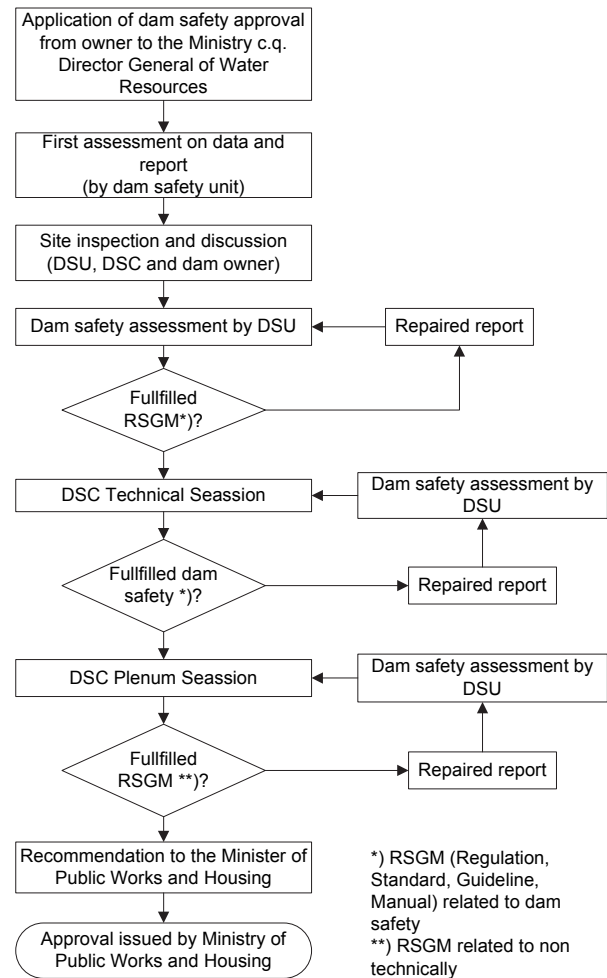 Application of dam safety approval
from owner to the Ministry c.q.
Director General of Water
Resources
First assessment on data and
report
(by dam safety unit)
Site inspection and discussion
(DSU, DSC and dam owner)
Dam safety assessment by DSU
Repaired report
Fullfilled
RSGM*)?
DSC Technical Seassion
Dam safety assessment by
DSU
Fullfilled dam
safety *)?
Repaired report
DSC Plenum Seassion
Dam safety assessment by
DSU
Fullfilled
RSGM **)?
Repaired report
Recommendation to the Minister of
Public Works and Housing
Approval issued by Ministry of
Public Works and Housing
*) RSGM (Regulation,
Standard, Guideline,
Manual) related to dam
safety
**) RSGM related to non
technically